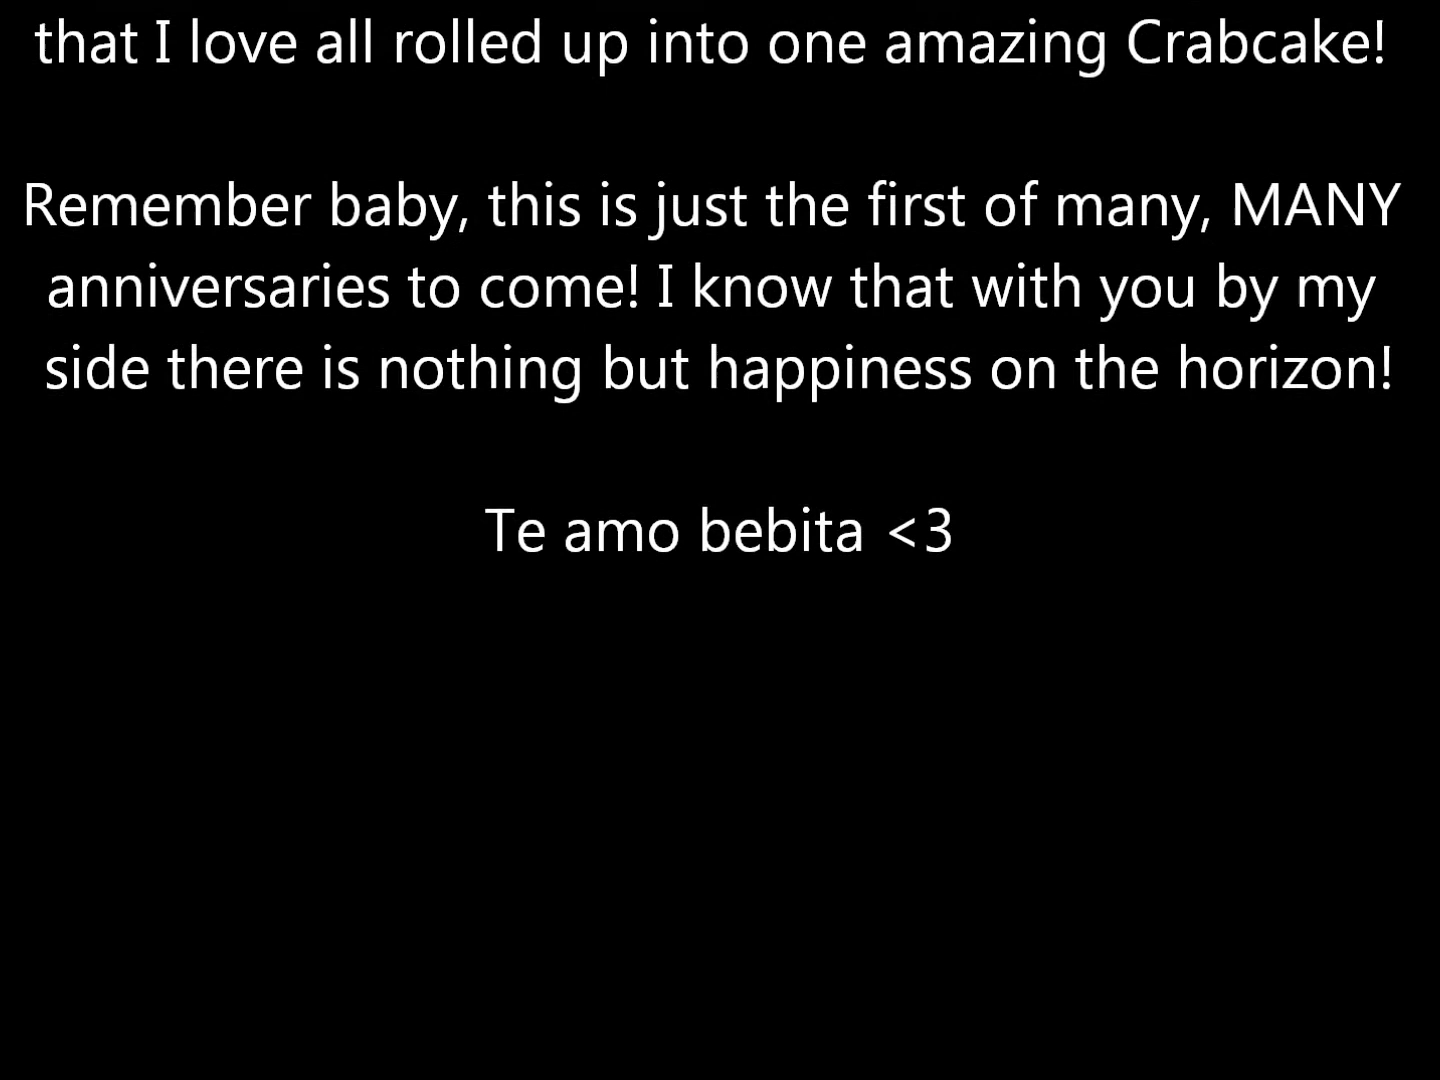 that I love all rolled up into one amazing Crabcake!
Remember baby, this is just the first of many, MANY
anniversaries to come! I know that with you by my
side there is nothing but happiness on the horizon!
Te amo bebita <3